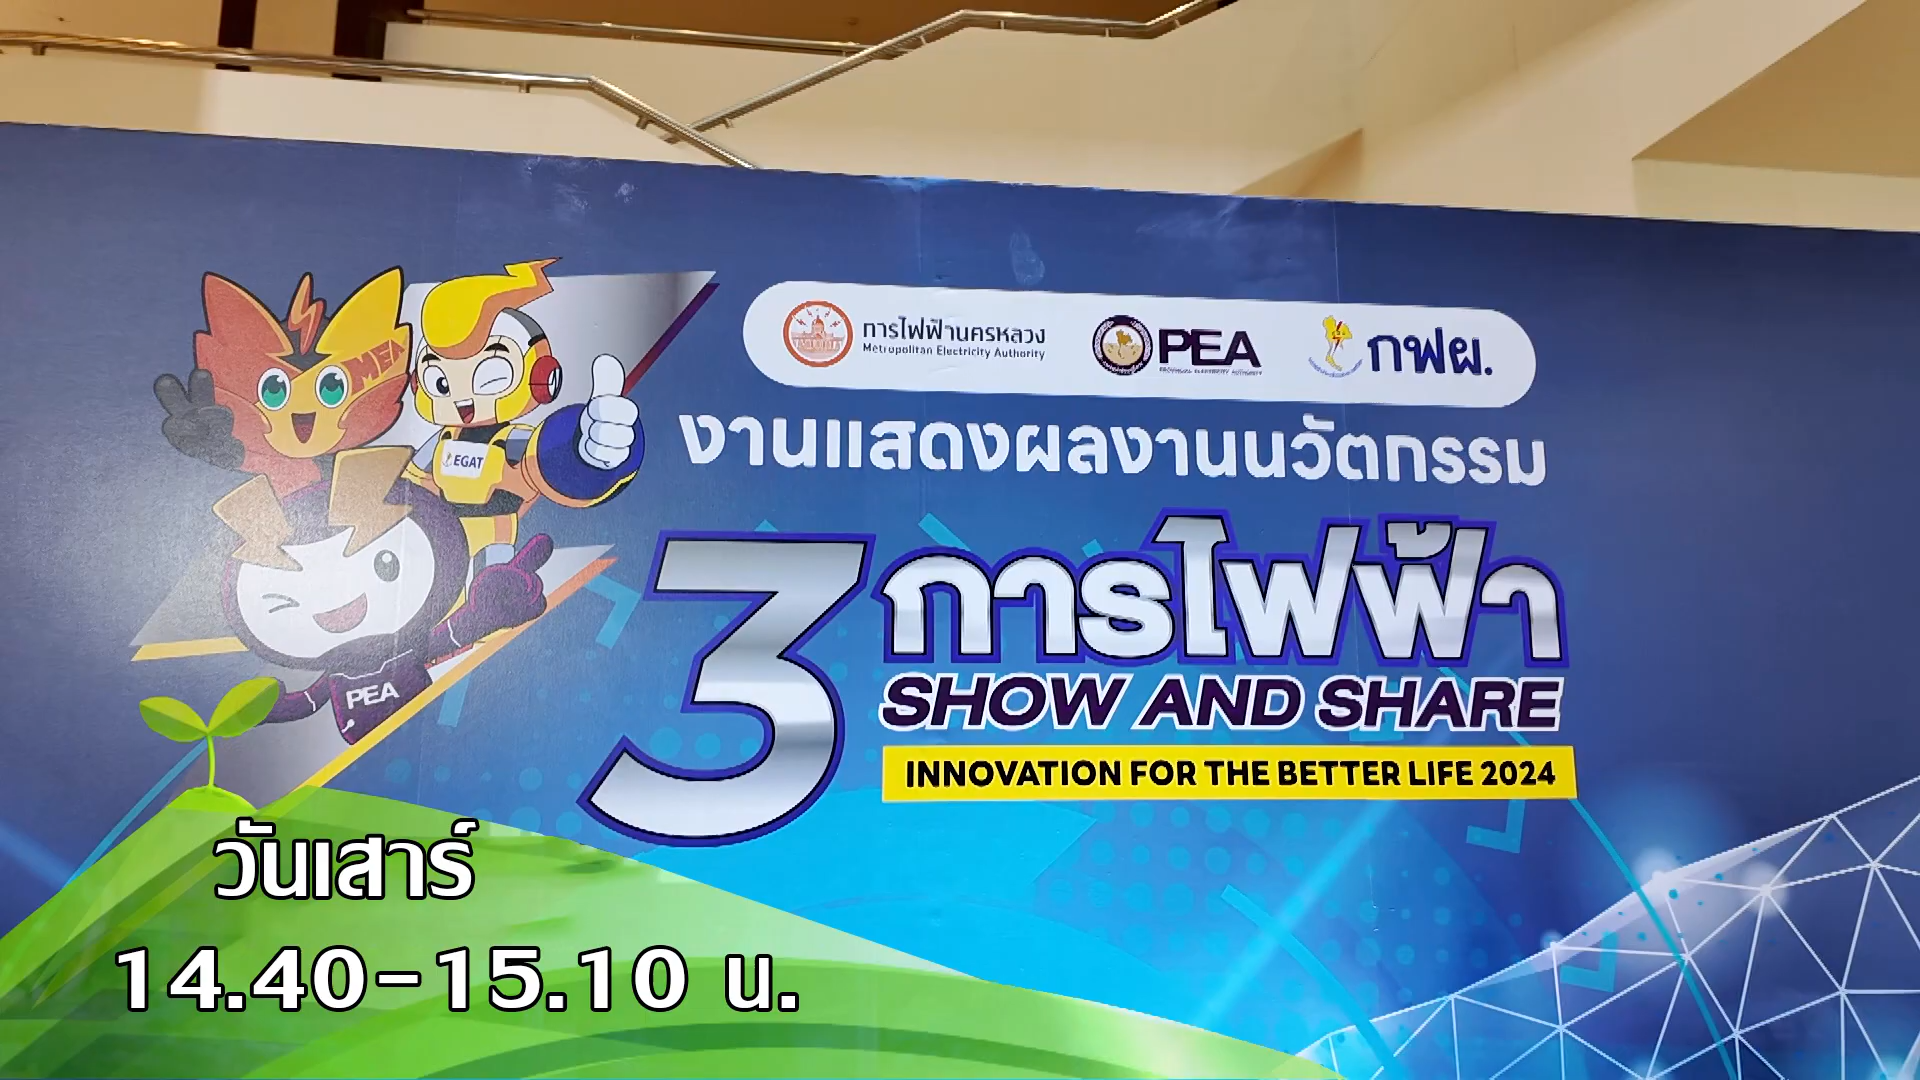 การไฟฟ้านครหลวง
Metropolitan Electricity Authority
PEA
PROVINCIAL ELECTRICITY AUTHORITY
กฟผ.
MEA
EGAT
PEA
งานแสดงผลงานนวัตกรรม
3 การไฟฟ้า
SHOW AND SHARE
INNOVATION FOR THE BETTER LIFE 2024
วันเสาร์
14.40-15.10 น.